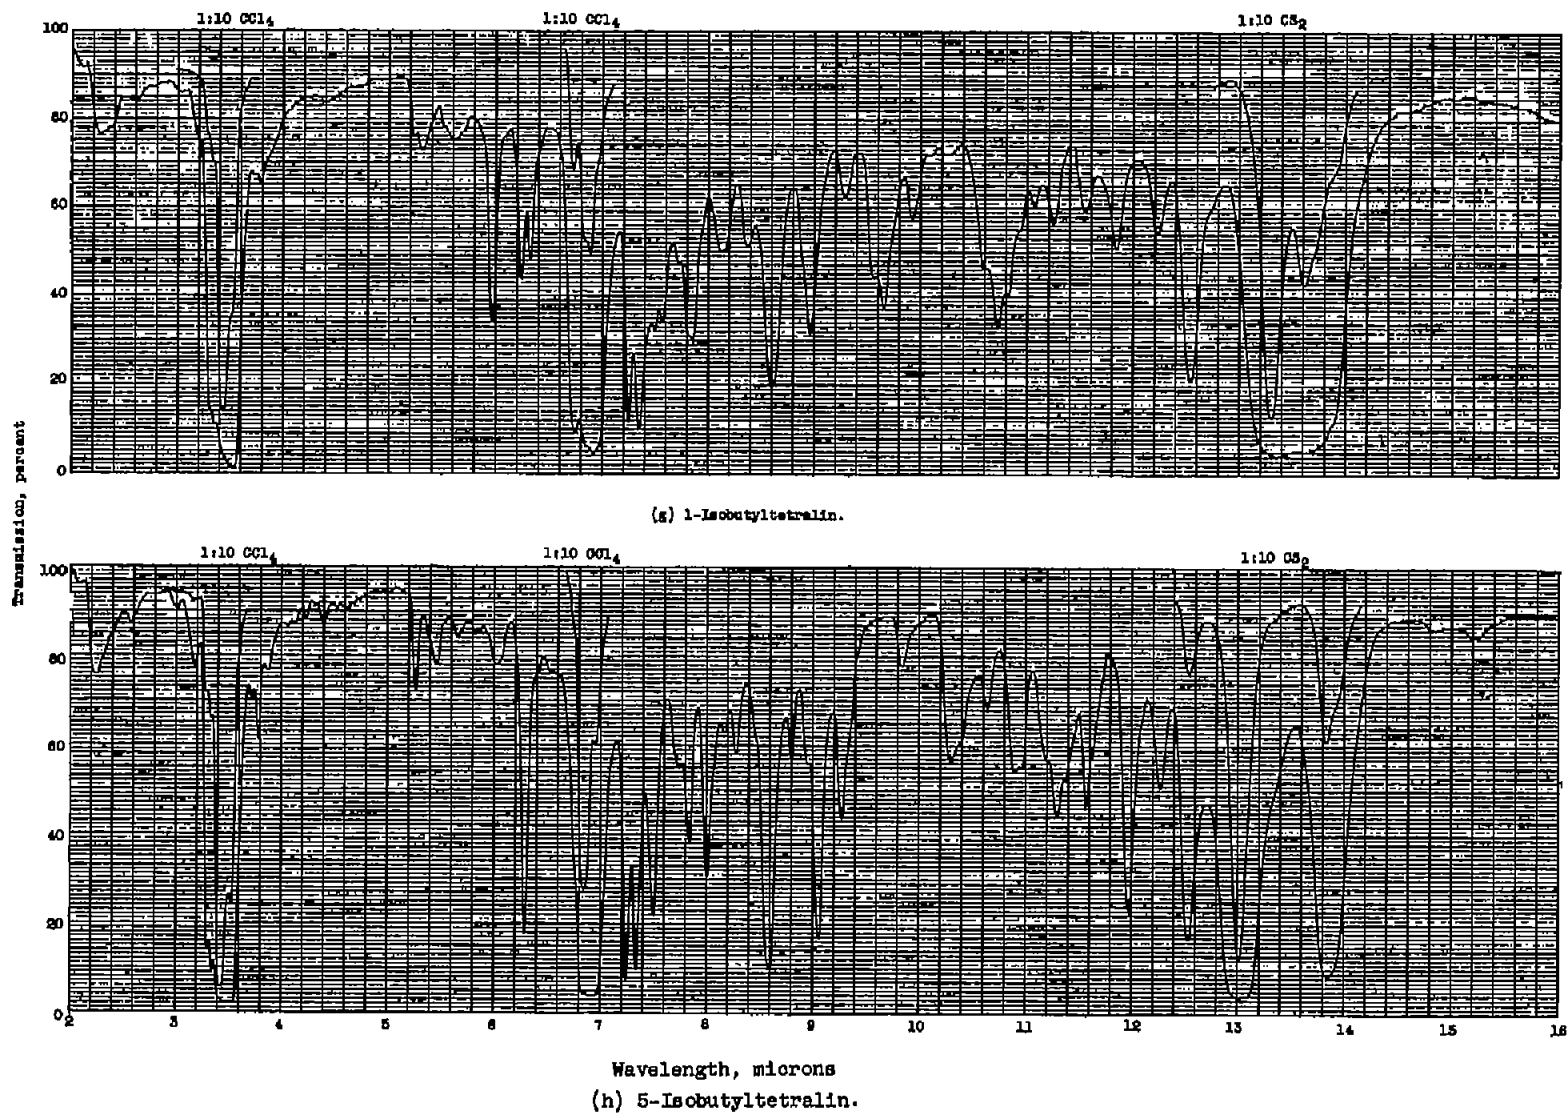 1:10 CCl4 1:10 CCl4 1:10 CS2
100
80
60
40
20
0
Transmission, percent
(g) 1-Isobutyltetralin.
1:10 CCl4 1:10 CCl4 1:10 CS2
100
80
60
40
20
0
2 3 4 5 6 7 8 9 10 11 12 13 14 15 16
Wavelength, microns
(h) 5-Isobutyltetralin.